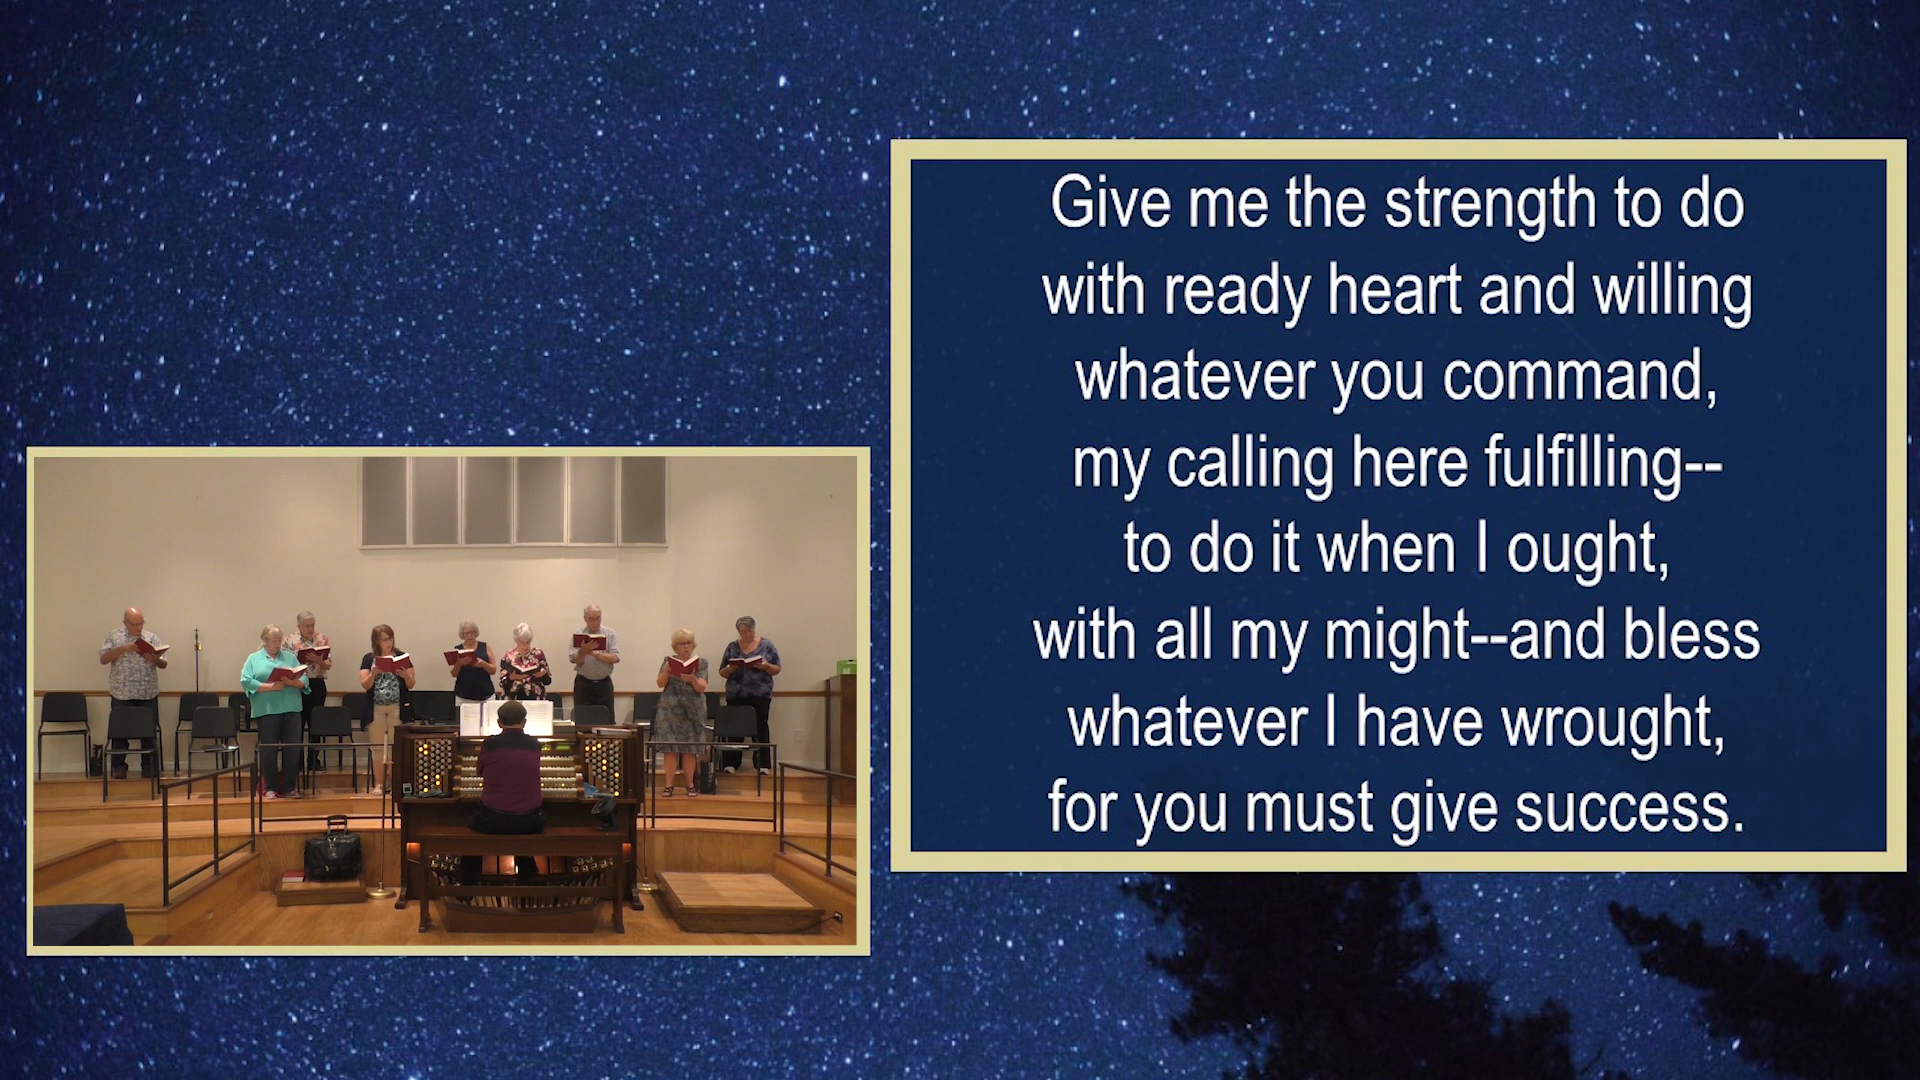 Give me the strength to do
with ready heart and willing
whatever you command,
my calling here fulfilling--
to do it when I ought,
with all my might--and bless
whatever I have wrought,
for you must give success.